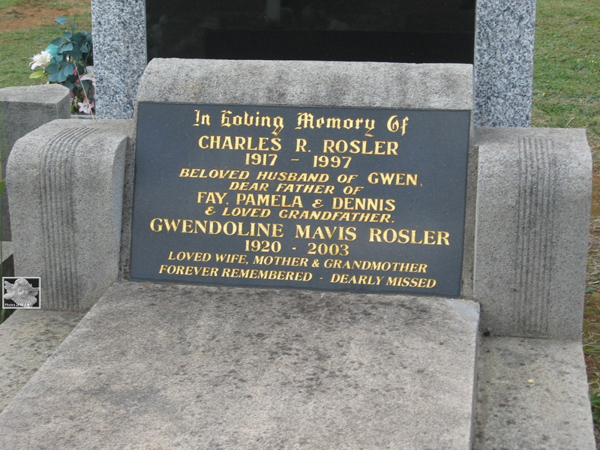 In Loving Memory Of
CHARLES R. ROSLER
1917 - 1997
BELOVED HUSBAND OF GWEN.
DEAR FATHER OF
FAY, PAMELA & DENNIS
& LOVED GRANDFATHER.
GWENDOLINE MAVIS ROSLER
1920 - 2003
LOVED WIFE, MOTHER & GRANDMOTHER
FOREVER REMEMBERED - DEARLY MISSED